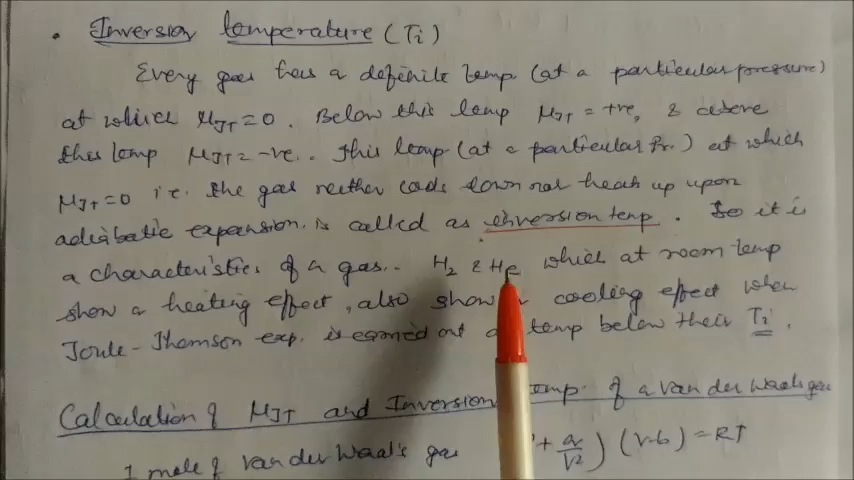 • Inversion temperature (Ti)
Every gas has a definite temp (at a particular pressure)
at which μJT=0. Below this temp μJT=+ve, & above
this temp μJT=-ve. This temp (at a particular Pr.) at which
μJT=0 i.e. the gas neither cools down nor heats up upon
adiabatic expansion is called as inversion temp. So it is
a characteristics of a gas.. H2 & He which at room temp
show a heating effect, also show cooling effect when
Joule-Thomson exp. is carried out temp below their Ti.
Calculation of μJT and Inversion temp. of a van der Waals gas
1 mole of van der Waal's gas + a/V2) (V-b) = RT